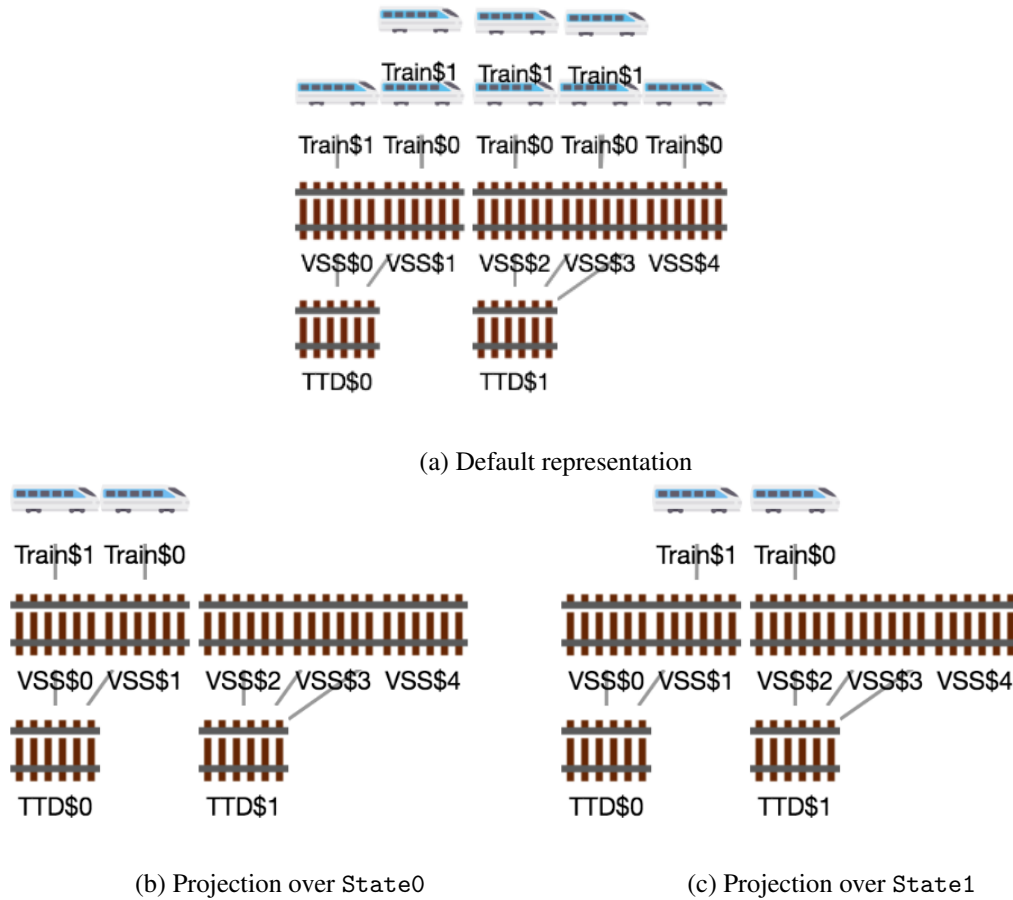 Train$1 Train$1 Train$1
Train$1 Train$0 Train$0 Train$0 Train$0
VSS$0 VSS$1 VSS$2 VSS$3 VSS$4
TTD$0 TTD$1
(a) Default representation
Train$1 Train$0
VSS$0 VSS$1 VSS$2 VSS$3 VSS$4
TTD$0 TTD$1
(b) Projection over State0
Train$1 Train$0
VSS$0 VSS$1 VSS$2 VSS$3 VSS$4
TTD$0 TTD$1
(c) Projection over State1